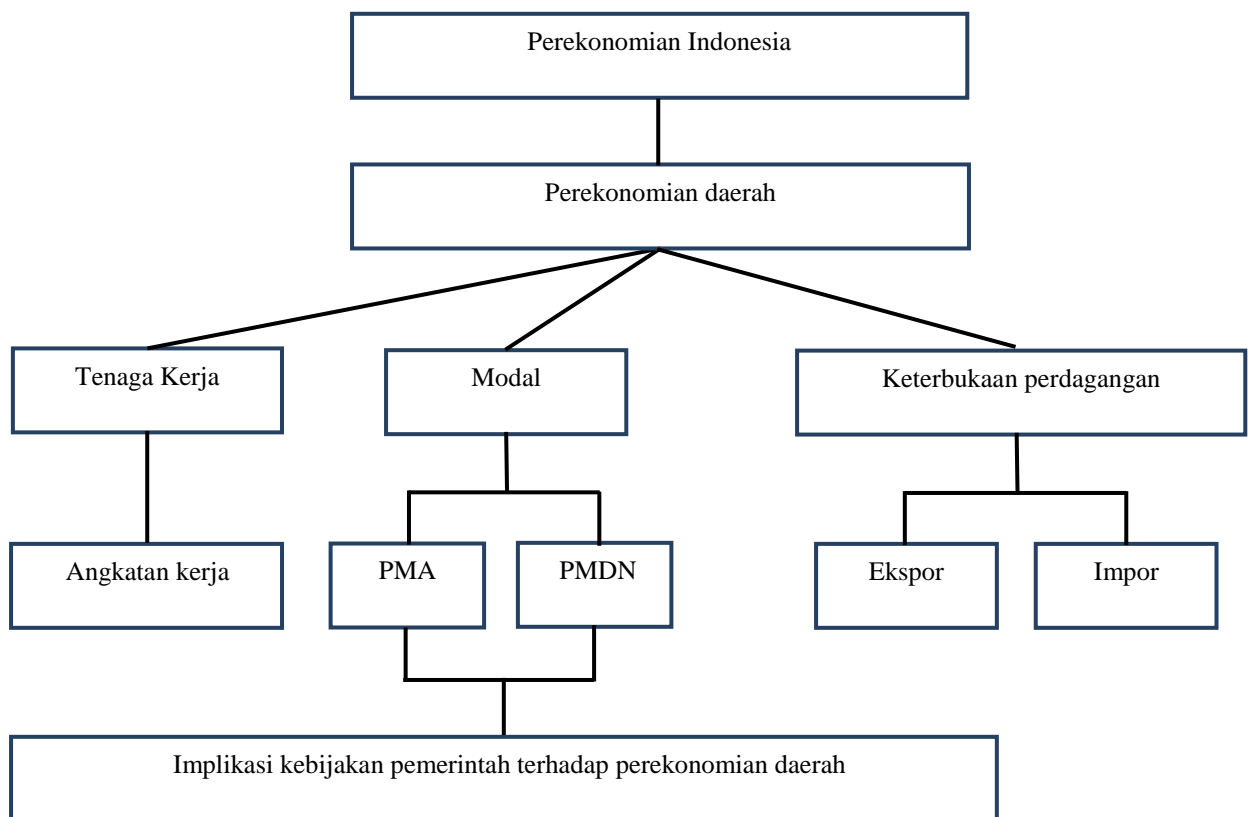 Perekonomian Indonesia
Perekonomian daerah
Tenaga Kerja
Modal
Keterbukaan perdagangan
Angkatan kerja
PMA
PMDN
Ekspor
Impor
Implikasi kebijakan pemerintah terhadap perekonomian daerah